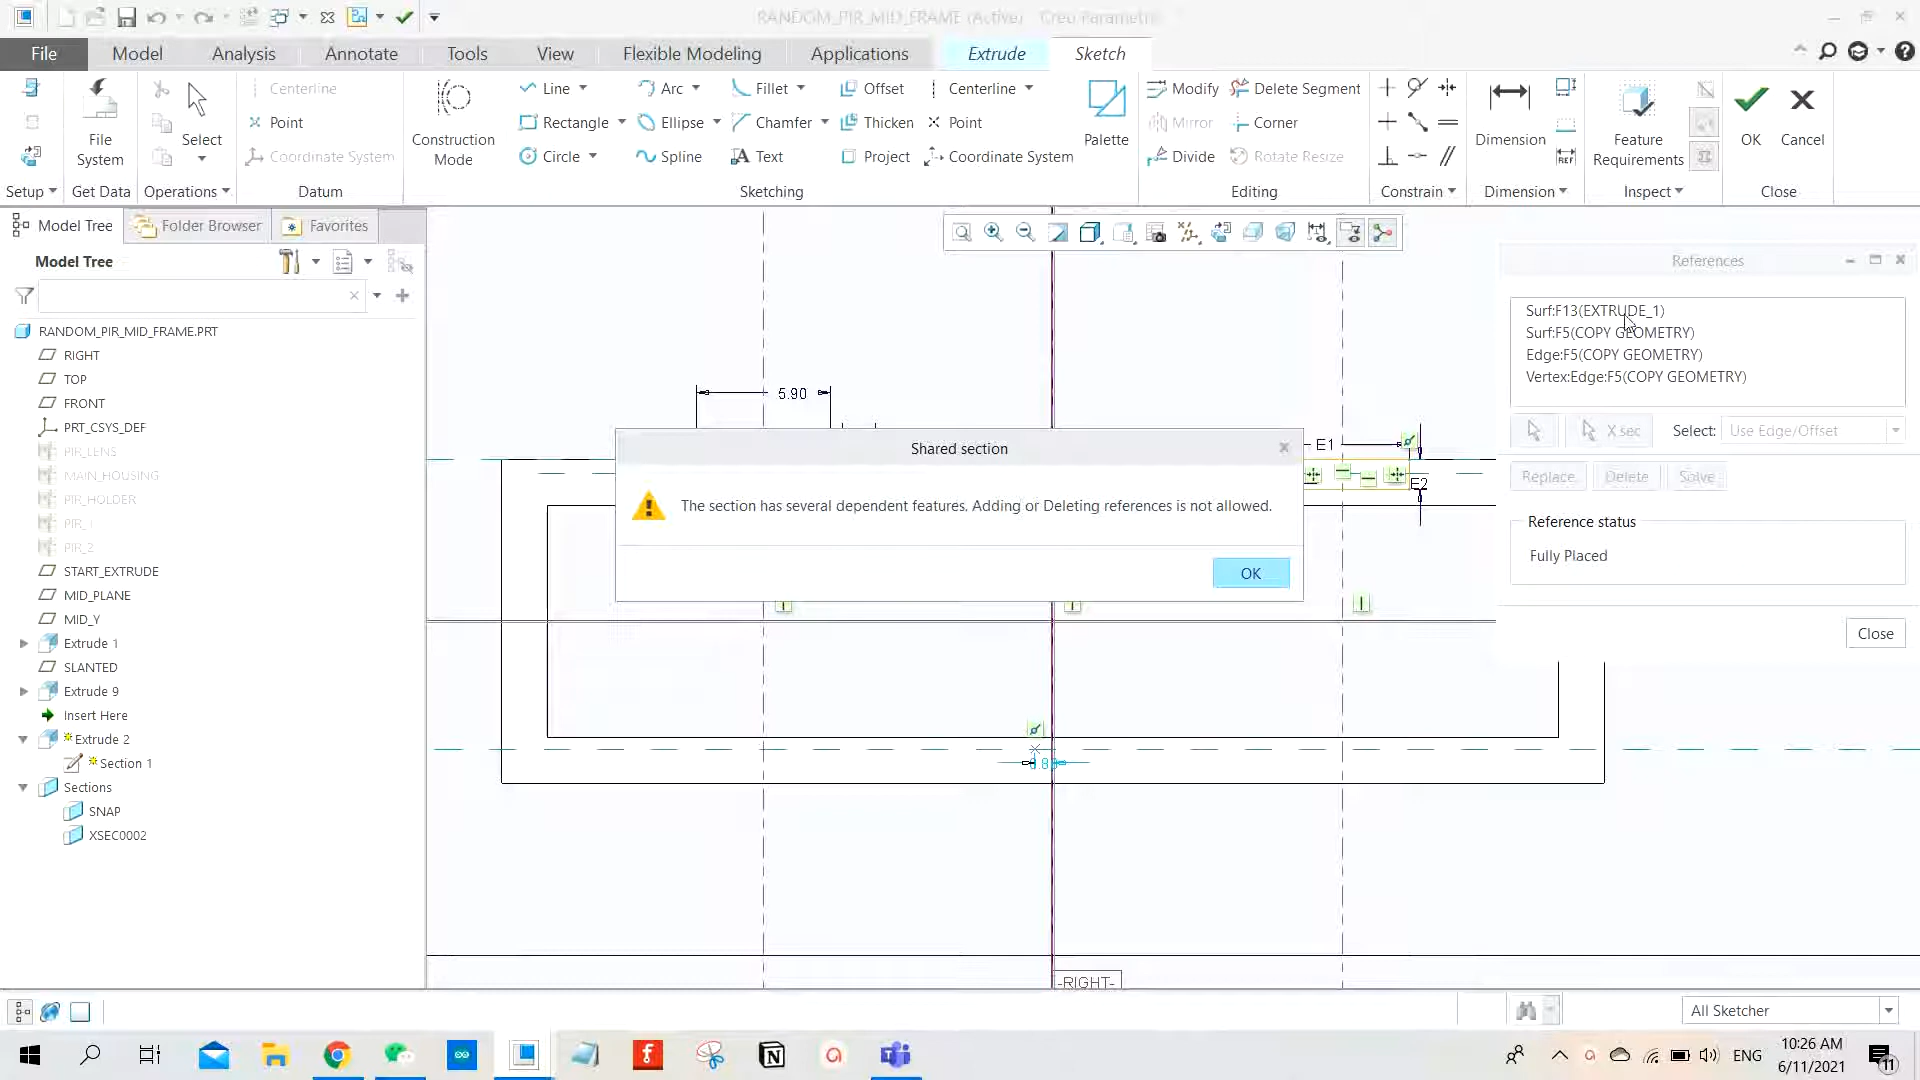 RANDOM_PIR_MID_FRAME (Active) - Creo Parametric
File Model Analysis Annotate Tools View Flexible Modeling Applications Extrude Sketch
Centerline Line Arc Fillet Offset Centerline Modify Delete Segment
Point Rectangle Ellipse Chamfer Thicken Point Mirror Corner
Coordinate System Circle Spline Text Project Coordinate System Divide Rotate Resize
File System
Select
Construction Mode
Palette
Dimension
REF
Feature Requirements
OK
Cancel
Setup Get Data Operations Datum Sketching Editing Constrain Dimension Inspect Close
Model Tree Folder Browser Favorites
Model Tree
RANDOM_PIR_MID_FRAME.PRT
RIGHT
TOP
FRONT
PRT_CSYS_DEF
PIR_LENS
MAIN_HOUSING
PIR_HOLDER
PIR_1
PIR_2
START_EXTRUDE
MID_PLANE
MID_Y
Extrude 1
SLANTED
Extrude 9
Insert Here
Extrude 2
Section 1
Sections
SNAP
XSEC0002
5.90
E1
E2
-RIGHT-
Shared section
The section has several dependent features. Adding or Deleting references is not allowed.
OK
References
Surf:F13(EXTRUDE_1)
Surf:F5(COPY GEOMETRY)
Edge:F5(COPY GEOMETRY)
Vertex:Edge:F5(COPY GEOMETRY)
X sec Select: Use Edge/Offset
Replace Delete Solve
Reference status
Fully Placed
Close
All Sketcher
ENG
10:26 AM
6/11/2021
11